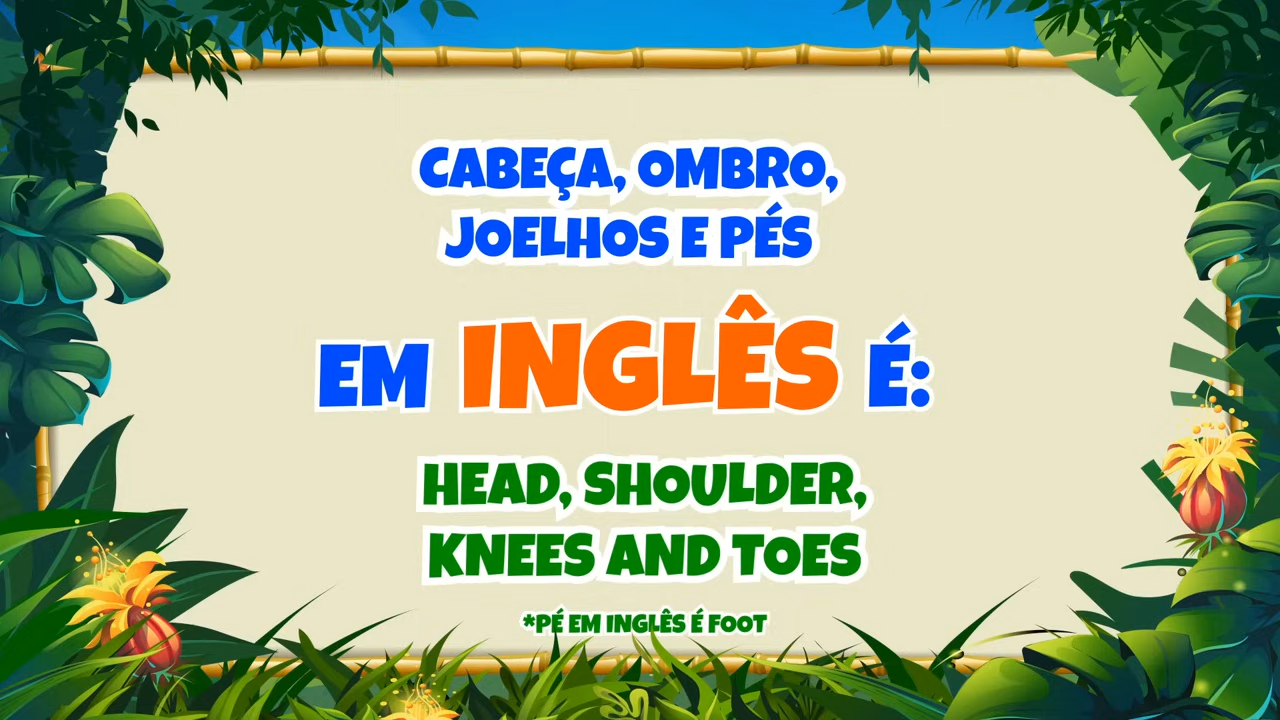 CABEÇA, OMBRO,
JOELHOS E PÉS
EM INGLÊS É:
HEAD, SHOULDER,
KNEES AND TOES
*PÉ EM INGLÊS É FOOT